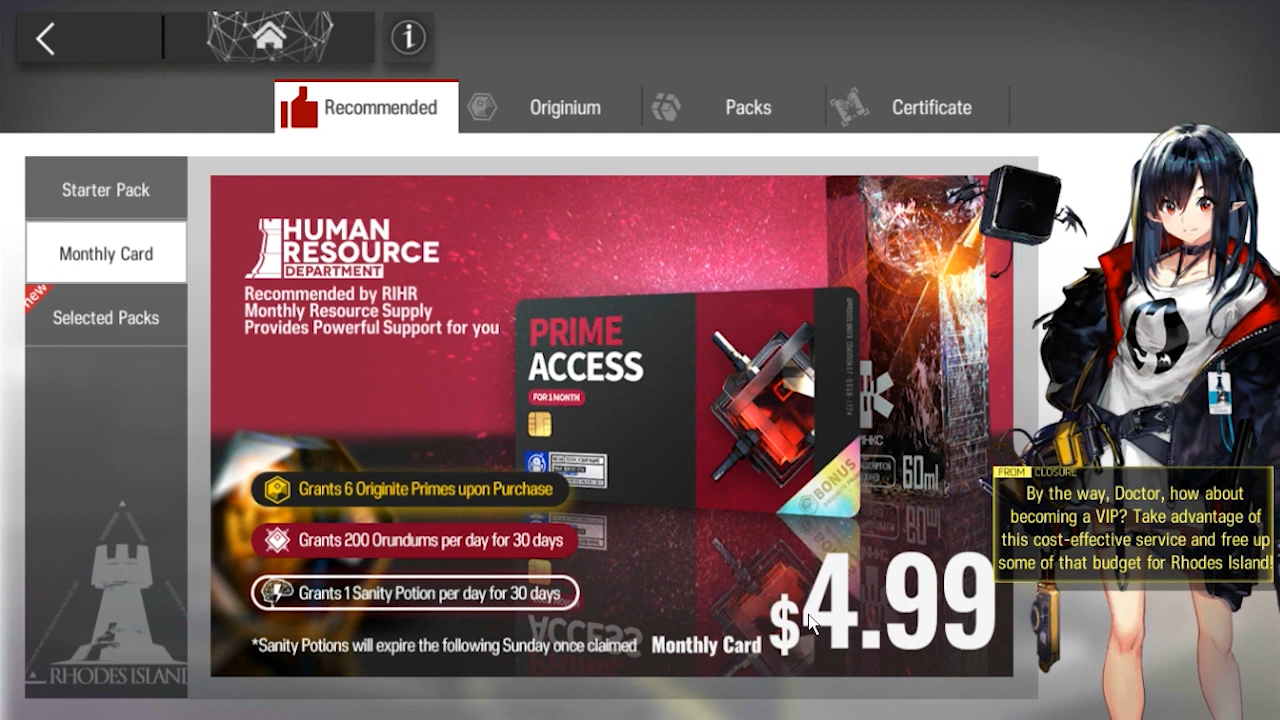 Recommended
Originium
Packs
Certificate
Starter Pack
Monthly Card
new
Selected Packs
HUMAN
RESOURCE
DEPARTMENT
Recommended by RIHR
Monthly Resource Supply
Provides Powerful Support for you
PRIME
ACCESS
FOR 1 MONTH
BONUS
60ml
Grants 6 Originite Primes upon Purchase
Grants 200 Orundums per day for 30 days
Grants 1 Sanity Potion per day for 30 days
ACCESS
*Sanity Potions will expire the following Sunday once claimed
Monthly Card $4.99
FROM CLOSURE
By the way, Doctor, how about
becoming a VIP? Take advantage of
this cost-effective service and free up
some of that budget for Rhodes Island!
RHODES ISLAND